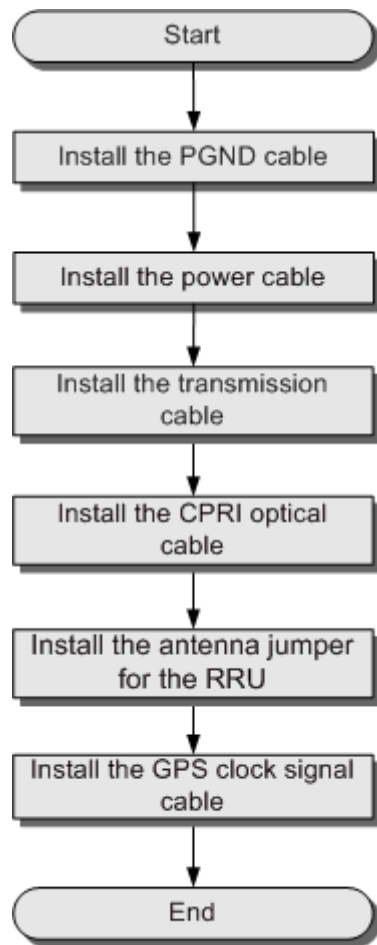 Start
Install the PGND cable
Install the power cable
Install the transmission
cable
Install the CPRI optical
cable
Install the antenna jumper
for the RRU
Install the GPS clock signal
cable
End